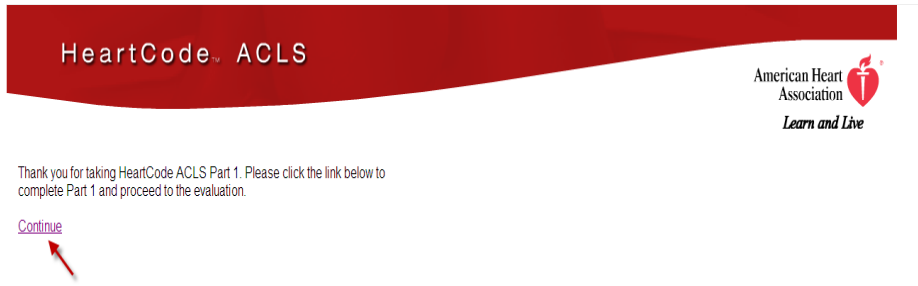 HeartCode™ ACLS
American Heart
Association®
Learn and Live
Thank you for taking HeartCode ACLS Part 1. Please click the link below to
complete Part 1 and proceed to the evaluation.
Continue